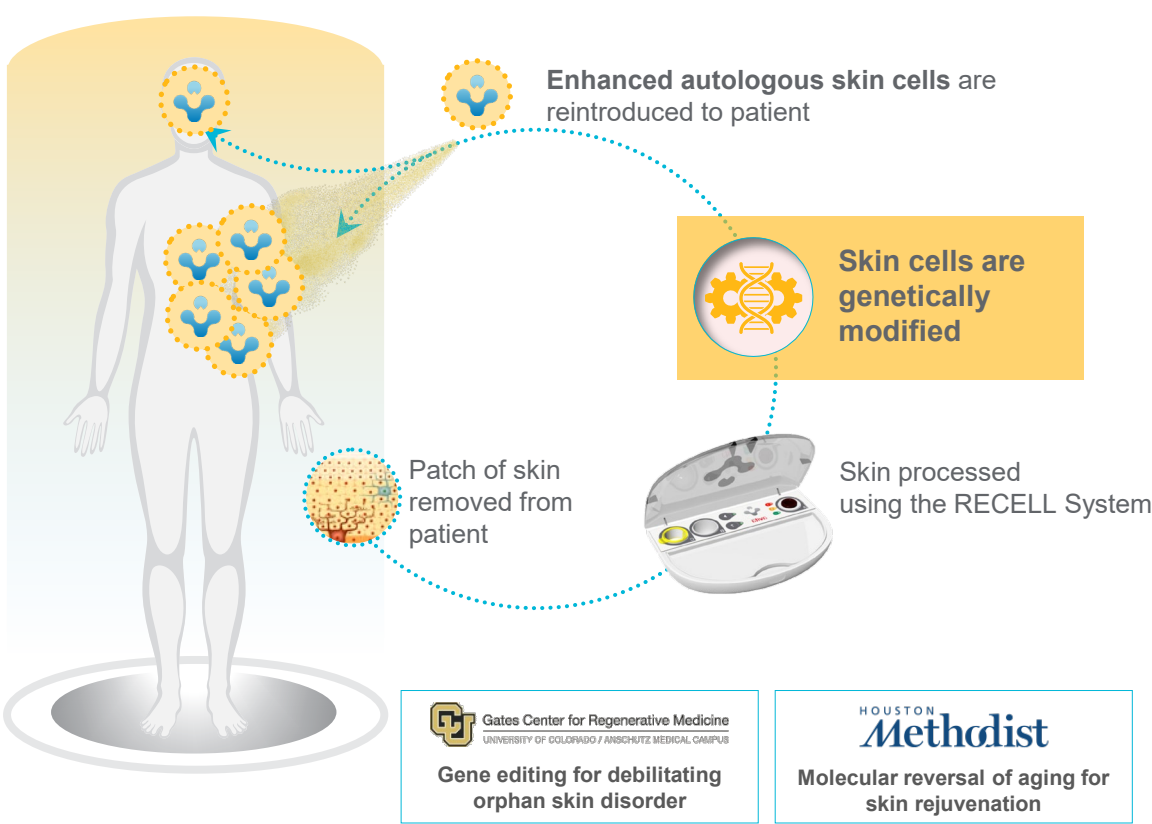 Enhanced autologous skin cells are
reintroduced to patient
Skin cells are
genetically
modified
Patch of skin
removed from
patient
Skin processed
using the RECELL System
CU
Gates Center for Regenerative Medicine
UNIVERSITY OF COLORADO / ANSCHUTZ MEDICAL CAMPUS
Gene editing for debilitating
orphan skin disorder
HOUSTON
Methodist
Molecular reversal of aging for
skin rejuvenation